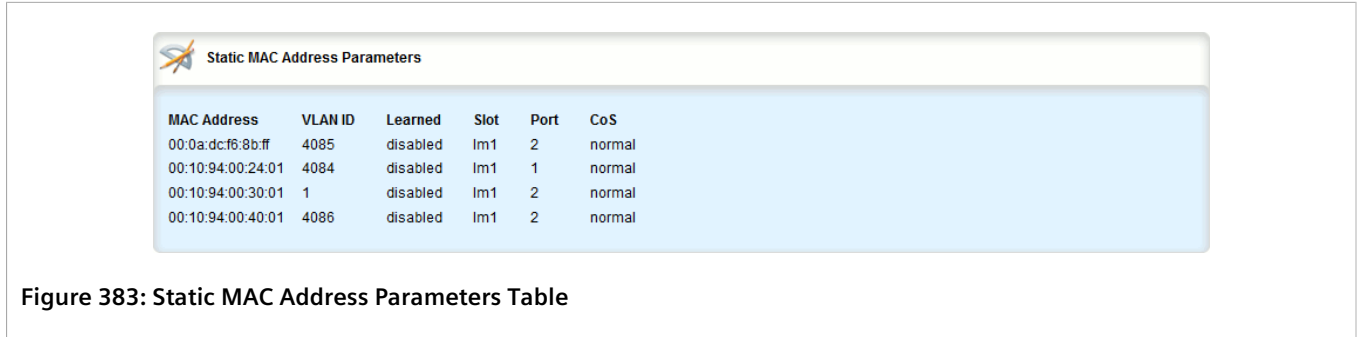 Static MAC Address Parameters
MAC Address VLAN ID Learned Slot Port CoS
00:0a:dc:f6:8b:ff 4085 disabled lm1 2 normal
00:10:94:00:24:01 4084 disabled lm1 1 normal
00:10:94:00:30:01 1 disabled lm1 2 normal
00:10:94:00:40:01 4086 disabled lm1 2 normal
Figure 383: Static MAC Address Parameters Table